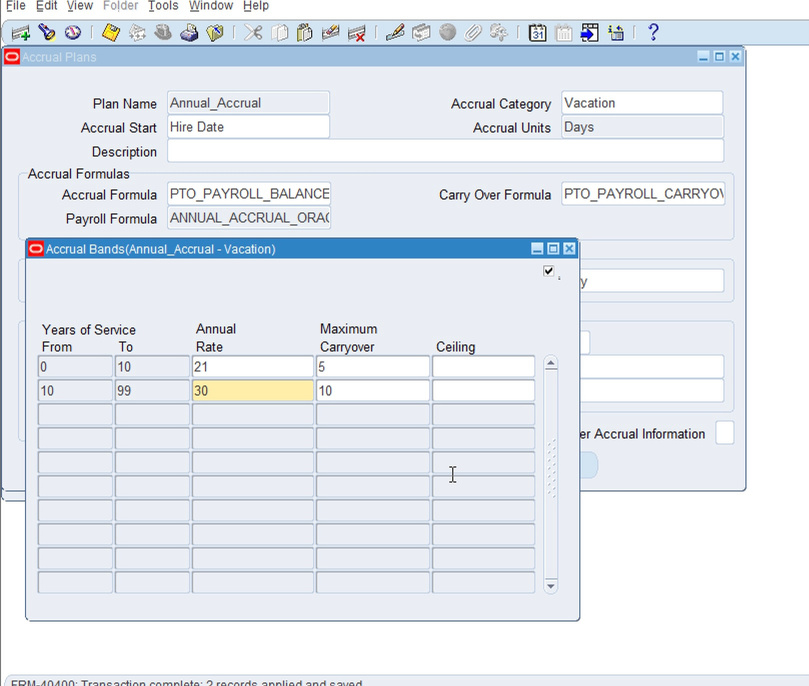 File Edit View Folder Tools Window Help
31
?
Accrual Plans
Plan Name Annual_Accrual Accrual Category Vacation
Accrual Start Hire Date Accrual Units Days
Description
Accrual Formulas
Accrual Formula PTO_PAYROLL_BALANCE Carry Over Formula PTO_PAYROLL_CARRYOV
Payroll Formula ANNUAL_ACCRUAL_ORAC
Accrual Bands(Annual_Accrual - Vacation)
y
Years of Service Annual Maximum
From To Rate Carryover Ceiling
0 10 21 5
10 99 30 10
er Accrual Information
FRM-40400: Transaction complete: 2 records applied and saved.